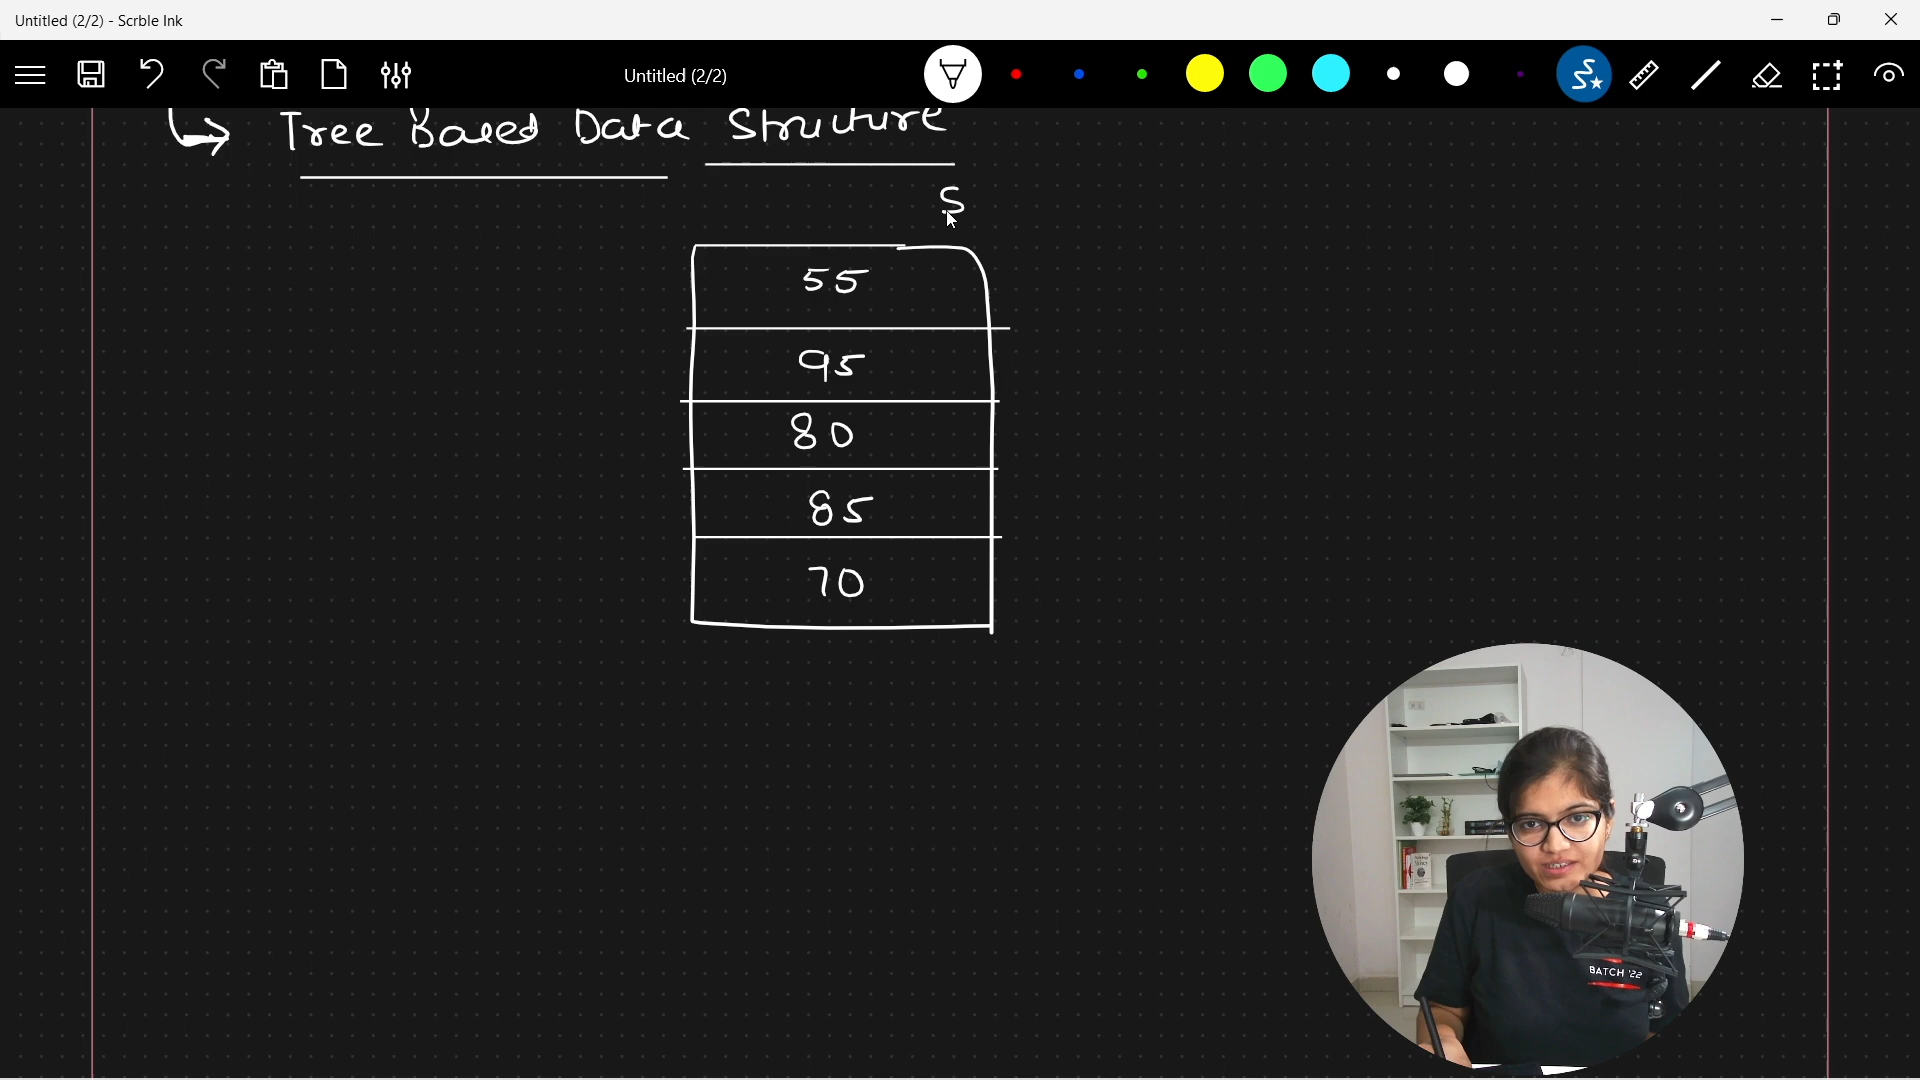 Untitled (2/2) - Scrble Ink
Untitled (2/2)
Tree Based Data Structure
S
55
95
80
85
70
BATCH '22